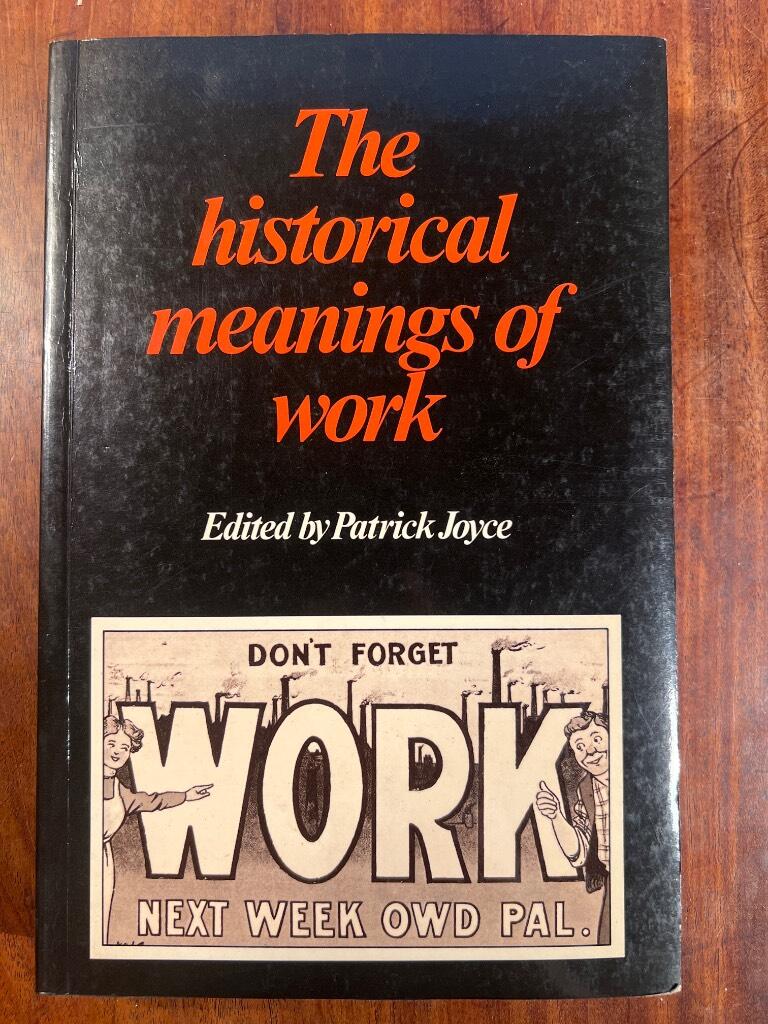 The
historical
meanings of
work
Edited by Patrick Joyce
DON'T FORGET
WORK
NEXT WEEK OWD PAL.